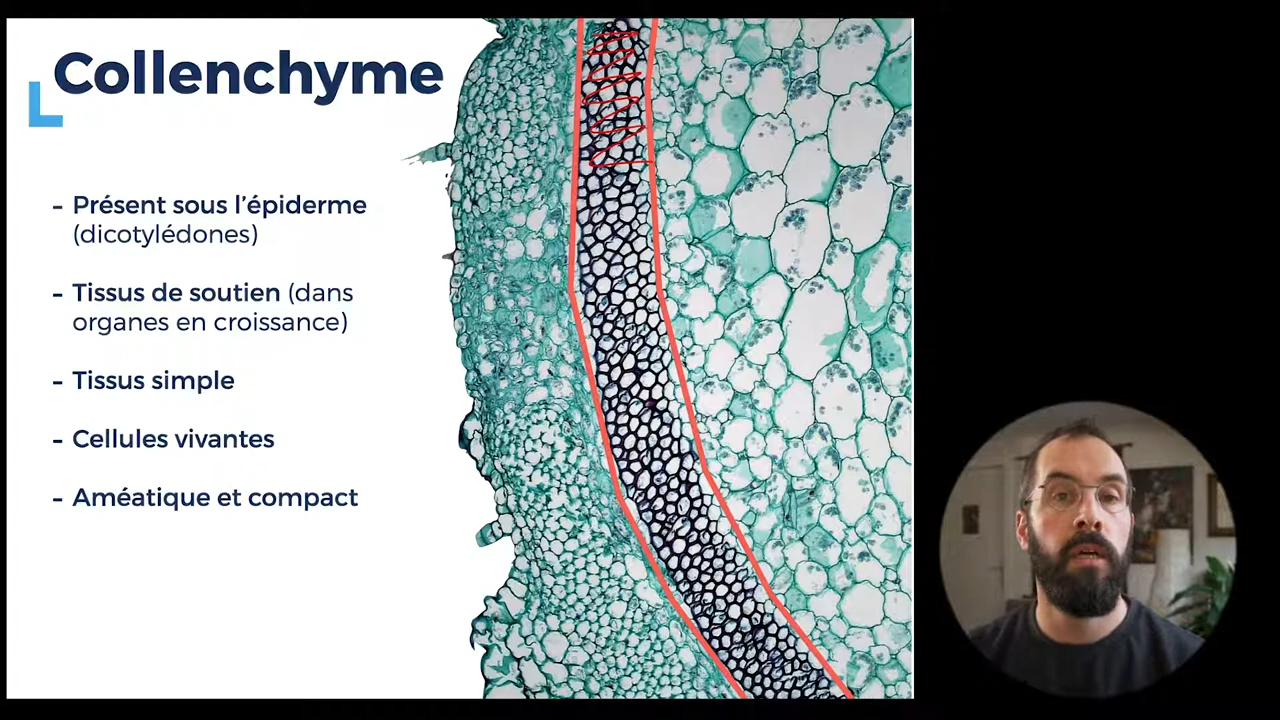 Collenchyme
- Présent sous l’épiderme
(dicotylédones)
- Tissus de soutien (dans
organes en croissance)
- Tissus simple
- Cellules vivantes
- Améatique et compact